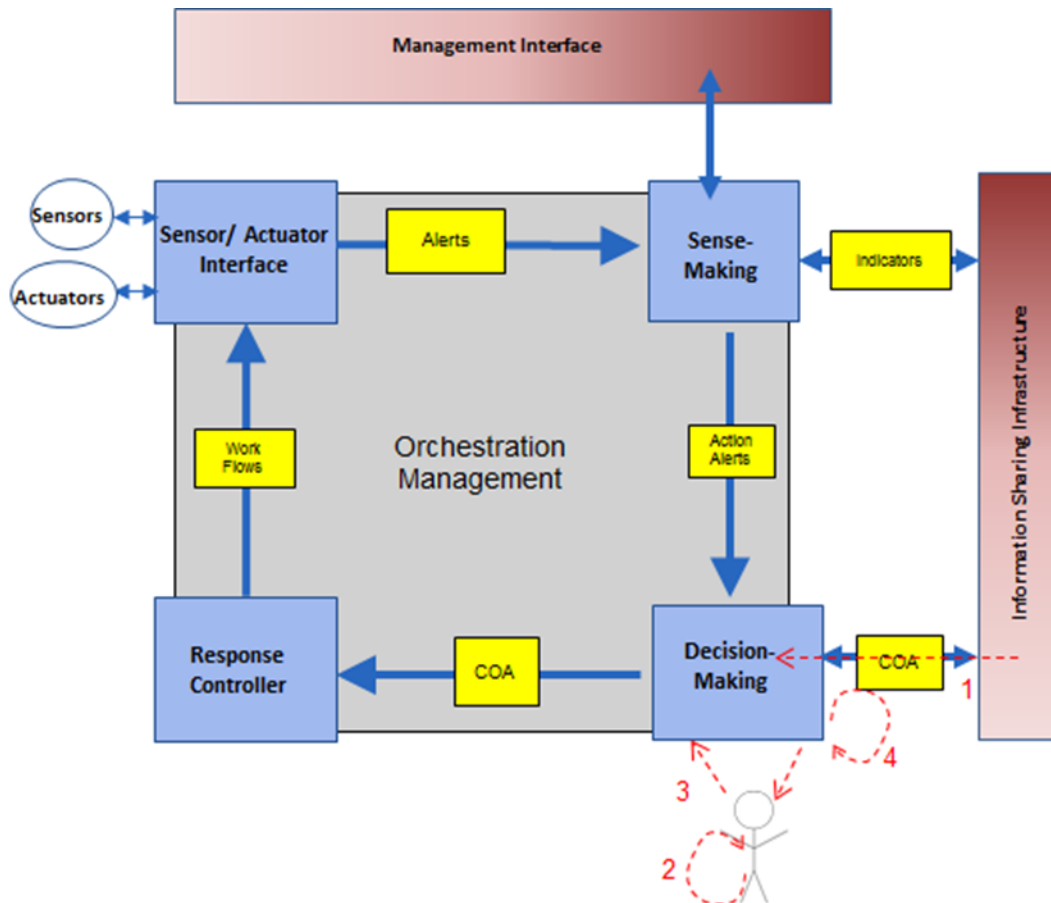 Management Interface
Sensors
Actuators
Sensor/ Actuator
Interface
Alerts
Sense-
Making
Indicators
Information Sharing Infrastructure
Work
Flows
Orchestration
Management
Action
Alerts
Response
Controller
COA
Decision-
Making
COA
1
4
3
2